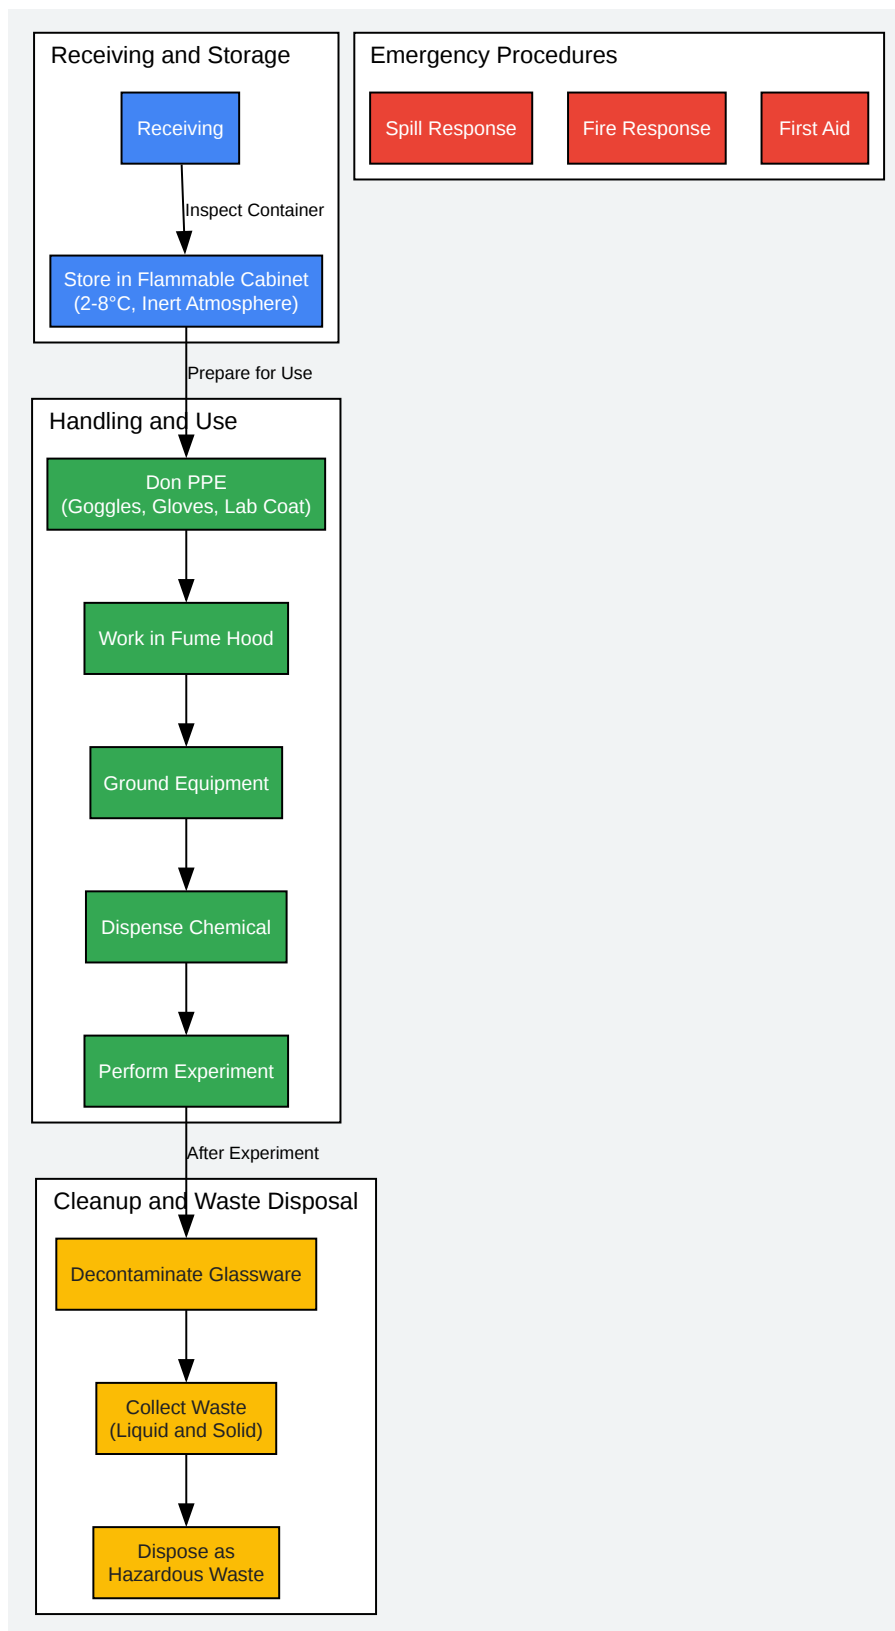 Receiving and Storage
Receiving
Inspect Container
Store in Flammable Cabinet
(2-8°C, Inert Atmosphere)
Emergency Procedures
Spill Response
Fire Response
First Aid
Prepare for Use
Handling and Use
Don PPE
(Goggles, Gloves, Lab Coat)
Work in Fume Hood
Ground Equipment
Dispense Chemical
Perform Experiment
After Experiment
Cleanup and Waste Disposal
Decontaminate Glassware
Collect Waste
(Liquid and Solid)
Dispose as
Hazardous Waste